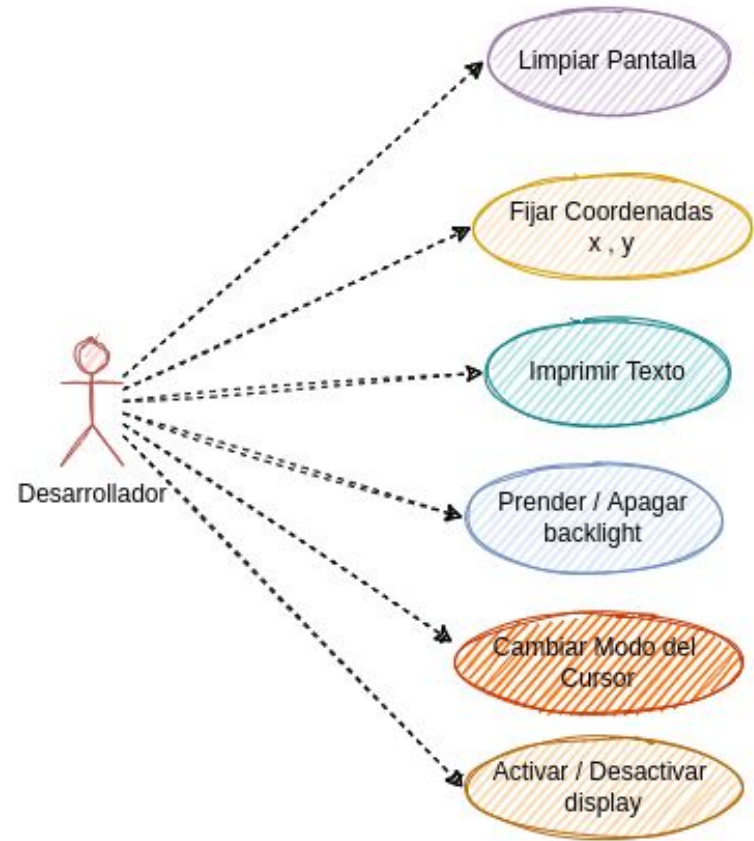 Limpiar Pantalla
Fijar Coordenadas
x , y
Imprimir Texto
Desarrollador
Prender / Apagar
backlight
Cambiar Modo del
Cursor
Activar / Desactivar
display